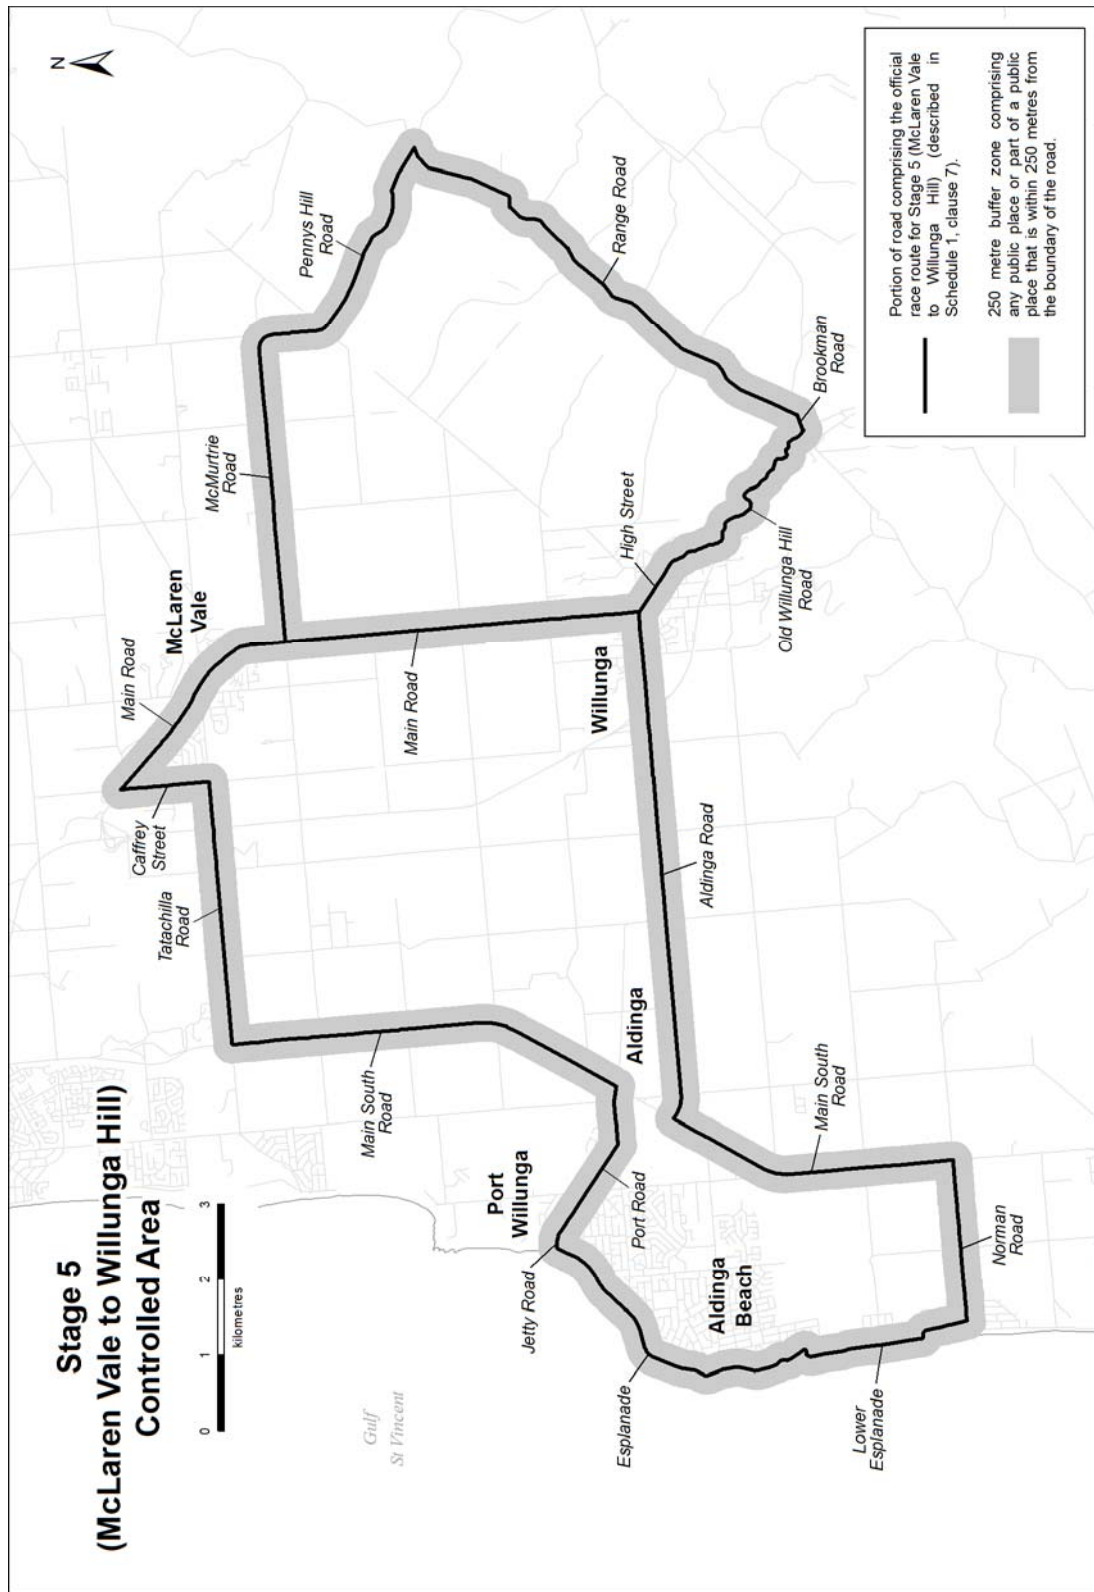 Stage 5
(McLaren Vale to Willunga Hill)
Controlled Area
0
1
2
3
kilometres
N
Gulf
St Vincent
Caffrey
Street
Main Road
McLaren
Vale
McMurtrie
Road
Pennys Hill
Road
Tatachilla
Road
Main South
Road
Main Road
Range Road
Port
Willunga
Jetty Road
Port Road
Aldinga
Willunga
High Street
Esplanade
Aldinga
Beach
Aldinga Road
Old Willunga Hill
Road
Brookman
Road
Main South
Road
Lower
Esplanade
Norman
Road
Portion of road comprising the official
race route for Stage 5 (McLaren Vale
to Willunga Hill) (described in
Schedule 1, clause 7).
250 metre buffer zone comprising
any public place or part of a public
place that is within 250 metres from
the boundary of the road.